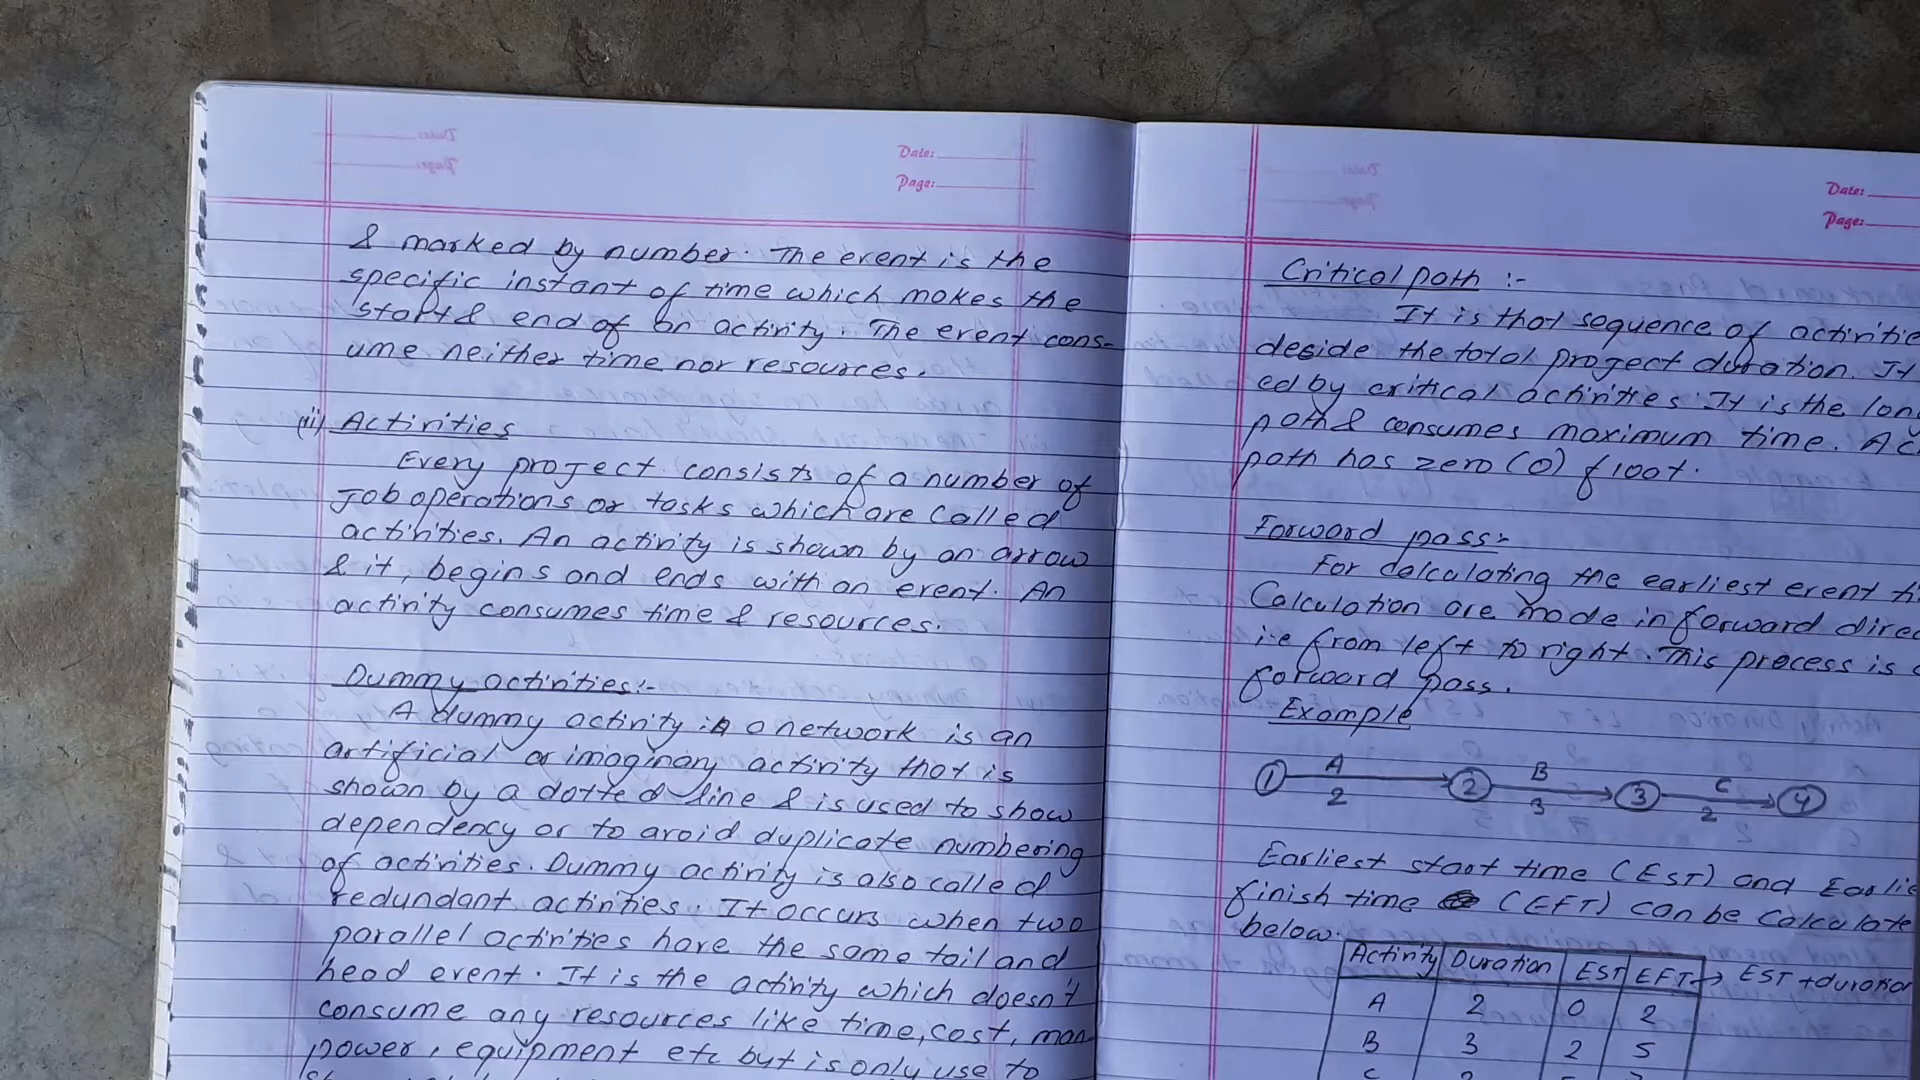 Date:
Page:
& marked by number. The event is the
specific instant of time which makes the
start & end of an activity. The event cons-
ume neither time nor resources.
(ii) Activities
Every project consists of a number of
job operations or tasks which are called
activities. An activity is shown by an arrow
& it, begins and ends with an event. An
activity consumes time & resources.
Dummy activities:-
A dummy activity in a network is an
artificial or imaginary activity that is
shown by a dotted line & is used to show
dependency or to avoid duplicate numbering
of activities. Dummy activity is also called
redundant activities. It occurs when two
parallel activities have the same tail and
head event. It is the activity which doesn't
consume any resources like time, cost, man
power, equipment etc but is only use to
Date:
Page:
Critical path :-
It is that sequence of activitie
deside the total project duration. It
ed by critical activities. It is the long
path & consumes maximum time. A c
path has zero (0) float.
Forward pass:-
For calculating the earliest event ti
Calculation are made in forward direc
i.e from left to right. This process is c
forward pass.
Example
1 A 2 2 B 3 3 C 2 4
Earliest start time (EST) and Earlie
finish time (EFT) can be calculate
below.
Activity Duration EST EFT → EST + duration
A 2 0 2
B 3 2 5